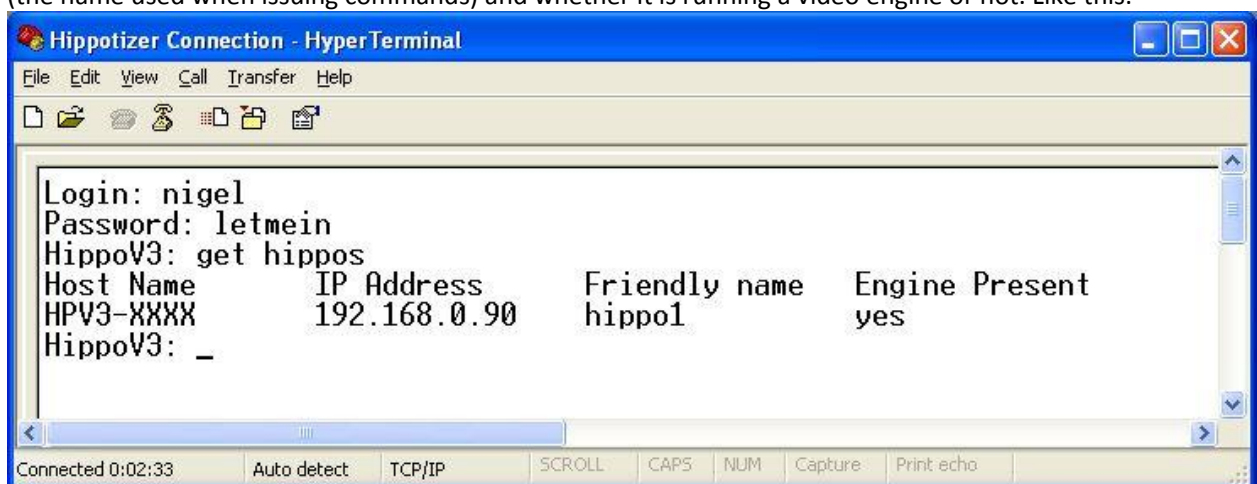 (the name used when issuing commands) and whether it is running a video engine or not. Like this:
Hippotizer Connection - HyperTerminal
File Edit View Call Transfer Help
Login: nigel
Password: letmein
HippoV3: get hippos
Host Name IP Address Friendly name Engine Present
HPV3-XXXX 192.168.0.90 hippo1 yes
HippoV3: _
Connected 0:02:33 Auto detect TCP/IP SCROLL CAPS NUM Capture Print echo